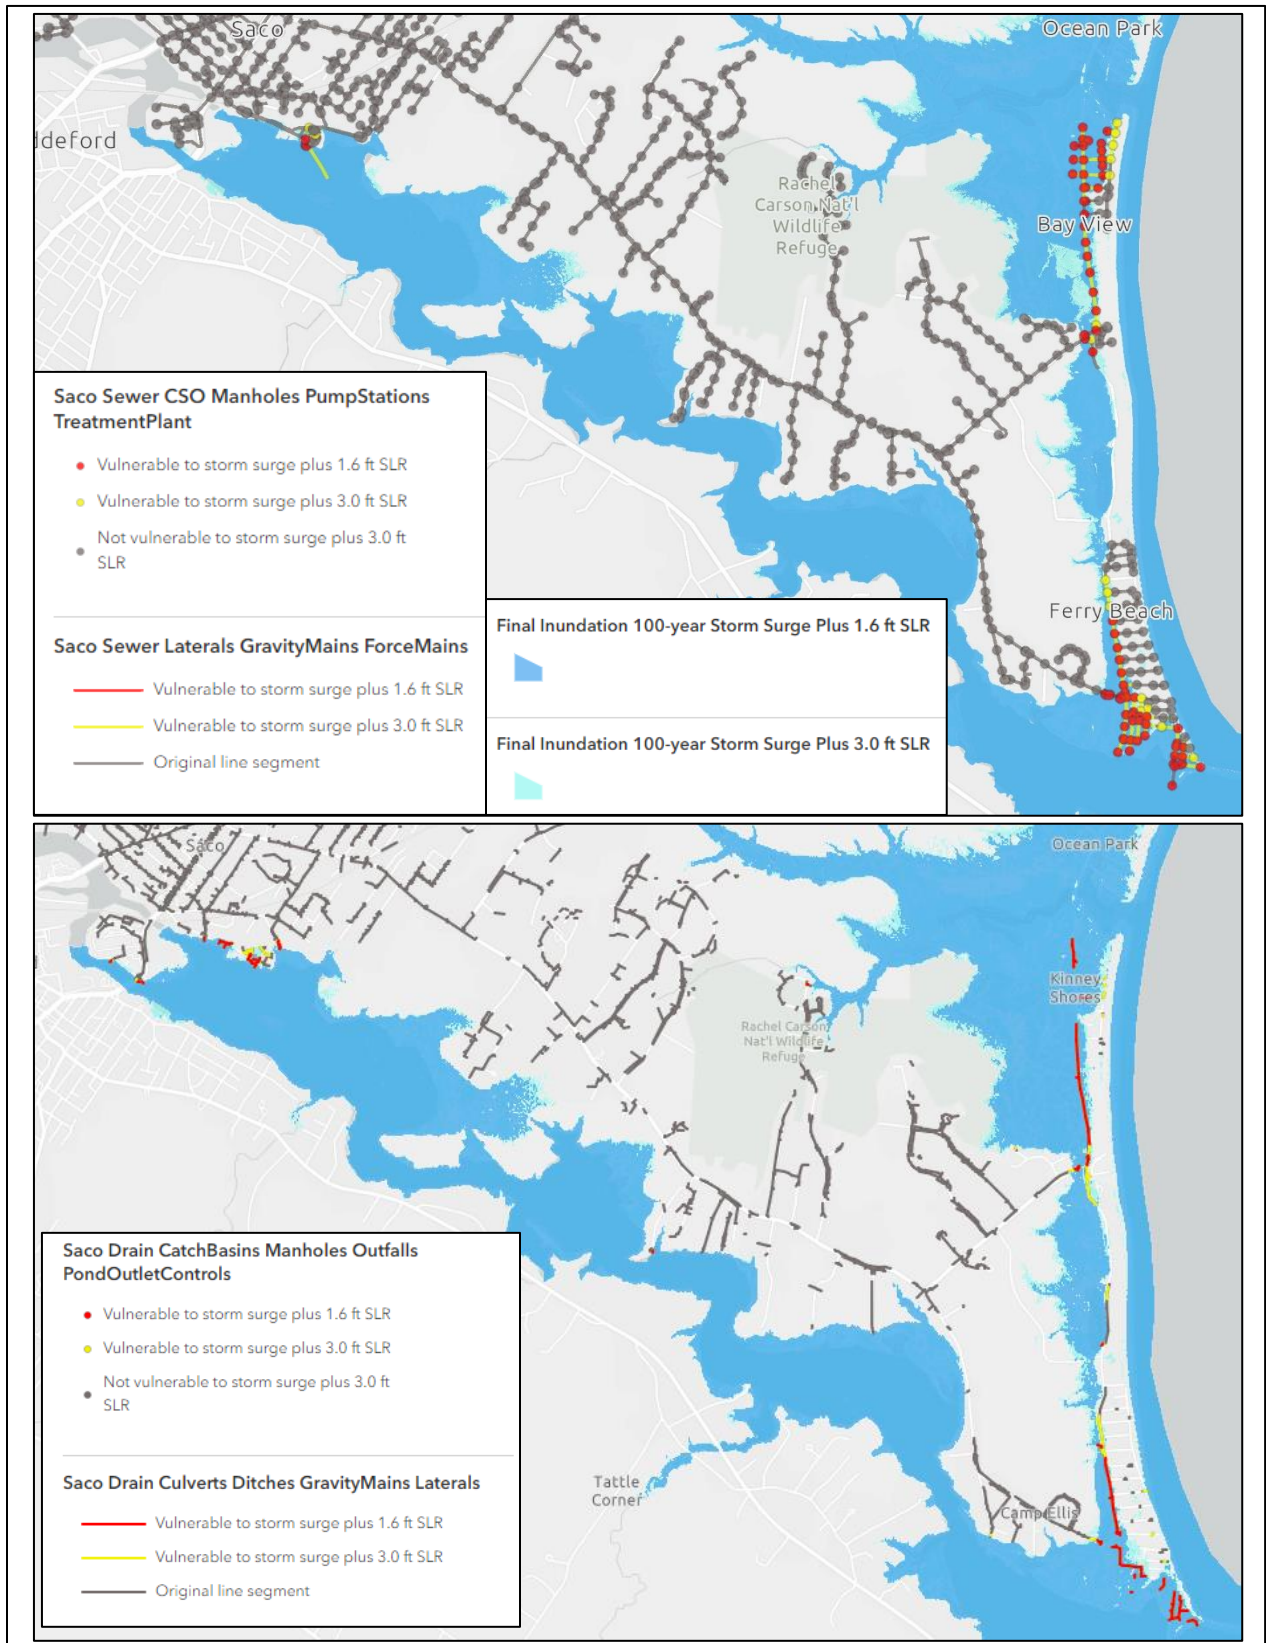 Saco
Ocean Park
ddeford
Rachel
Carson Nat'l
Wildlife
Refuge
Bay View
Saco Sewer CSO Manholes PumpStations
TreatmentPlant
Vulnerable to storm surge plus 1.6 ft SLR
Vulnerable to storm surge plus 3.0 ft SLR
Not vulnerable to storm surge plus 3.0 ft
SLR
Saco Sewer Laterals GravityMains ForceMains
Vulnerable to storm surge plus 1.6 ft SLR
Vulnerable to storm surge plus 3.0 ft SLR
Original line segment
Ferry Beach
Final Inundation 100-year Storm Surge Plus 1.6 ft SLR
Final Inundation 100-year Storm Surge Plus 3.0 ft SLR
Saco
Ocean Park
Kinney
Shores
Rachel Carson
Nat'l Wildlife
Refuge
Saco Drain CatchBasins Manholes Outfalls
PondOutletControls
Vulnerable to storm surge plus 1.6 ft SLR
Vulnerable to storm surge plus 3.0 ft SLR
Not vulnerable to storm surge plus 3.0 ft
SLR
Saco Drain Culverts Ditches GravityMains Laterals
Vulnerable to storm surge plus 1.6 ft SLR
Vulnerable to storm surge plus 3.0 ft SLR
Original line segment
Tattle
Corner
Camp Ellis